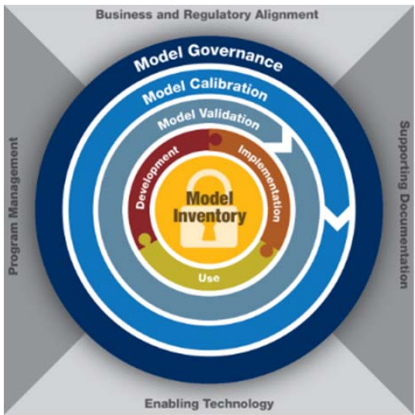 Business and Regulatory Alignment
Model Governance
Model Calibration
Model Validation
Development
Implementation
Model
Inventory
Use
Program Management
Supporting Documentation
Enabling Technology